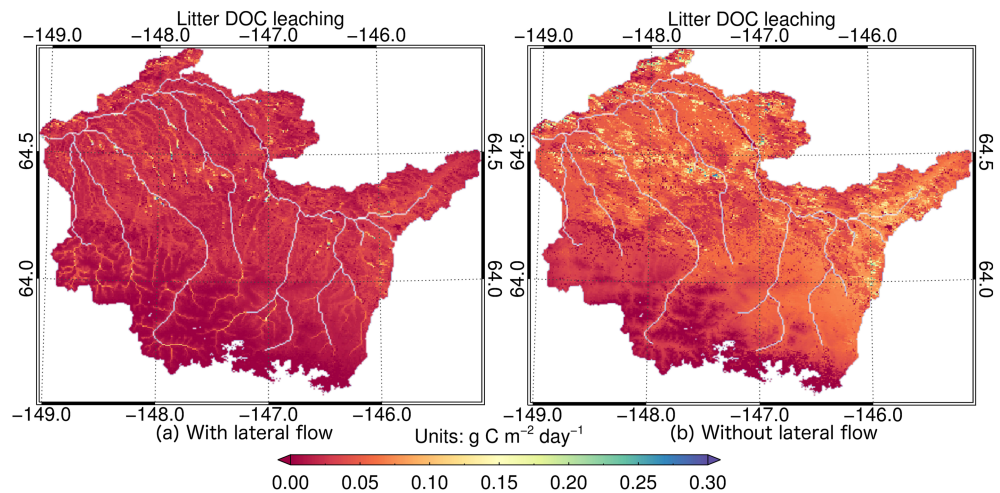 Litter DOC leaching
Litter DOC leaching
−149.0 −148.0 −147.0 −146.0
−149.0 −148.0 −147.0 −146.0
64.5
64.0
64.5
64.0
64.5
64.0
64.5
64.0
−149.0 −148.0 −147.0 −146.0
−149.0 −148.0 −147.0 −146.0
(a) With lateral flow
Units: g C m⁻² day⁻¹
(b) Without lateral flow
0.00 0.05 0.10 0.15 0.20 0.25 0.30